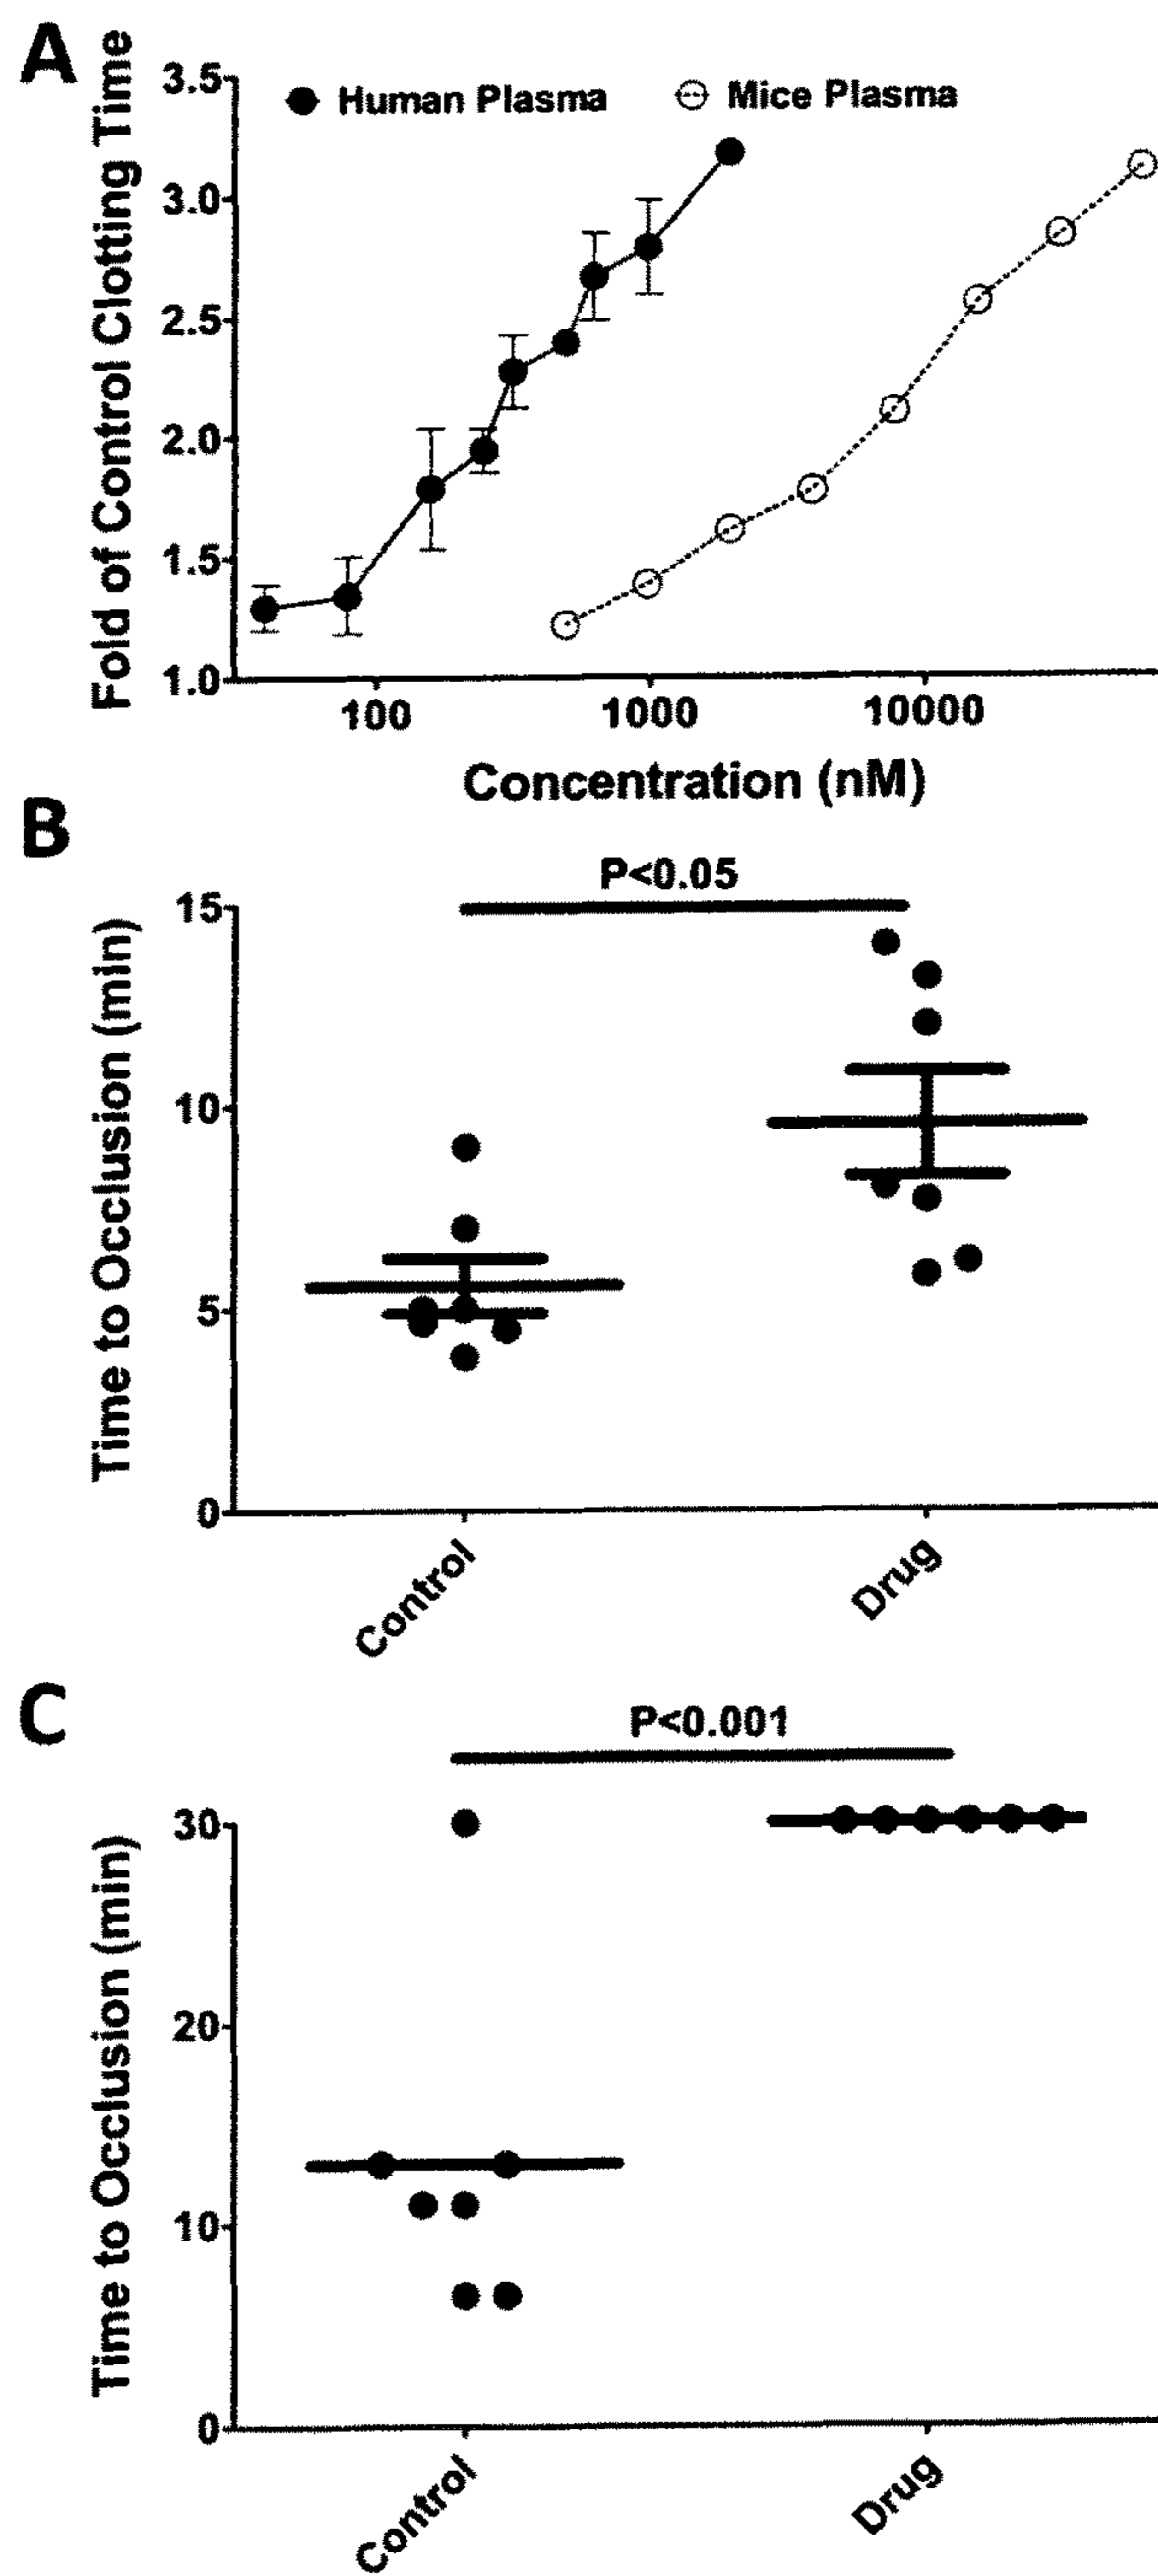 A
Fold of Control Clotting Time
3.5
Human Plasma
Mice Plasma
3.0
2.5
2.0
1.5
1.0
100
1000
10000
Concentration (nM)
B
P<0.05
Time to Occlusion (min)
15
10
5
0
Control
Drug
C
P<0.001
Time to Occlusion (min)
30
20
10
0
Control
Drug